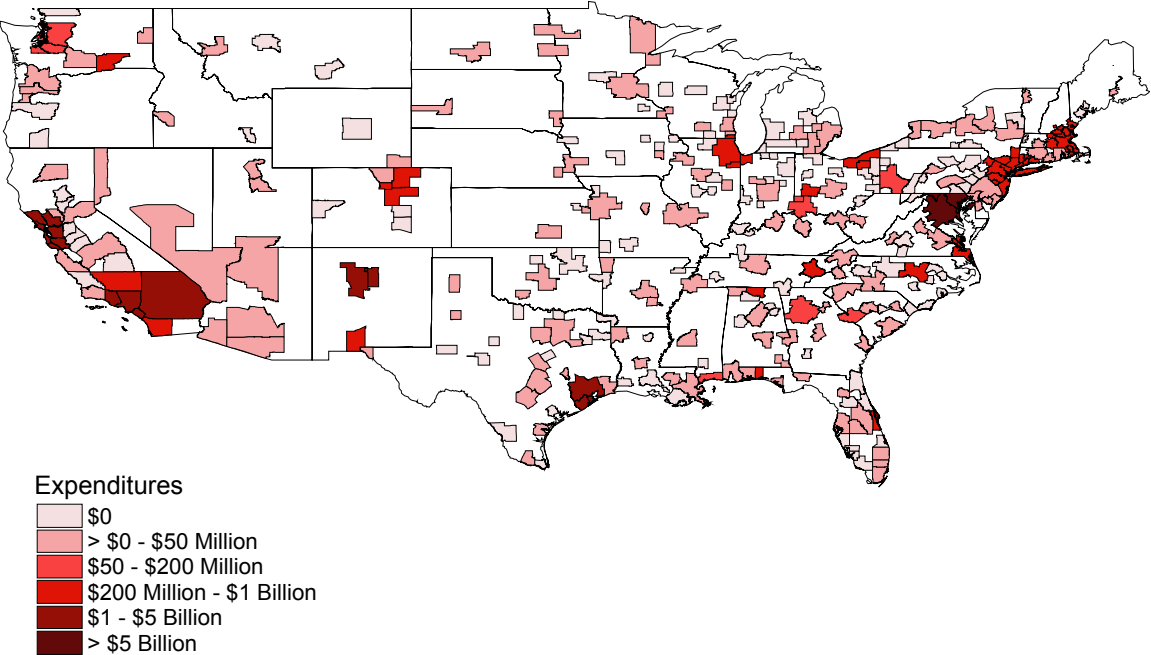 Expenditures
$0
> $0 - $50 Million
$50 - $200 Million
$200 Million - $1 Billion
$1 - $5 Billion
> $5 Billion